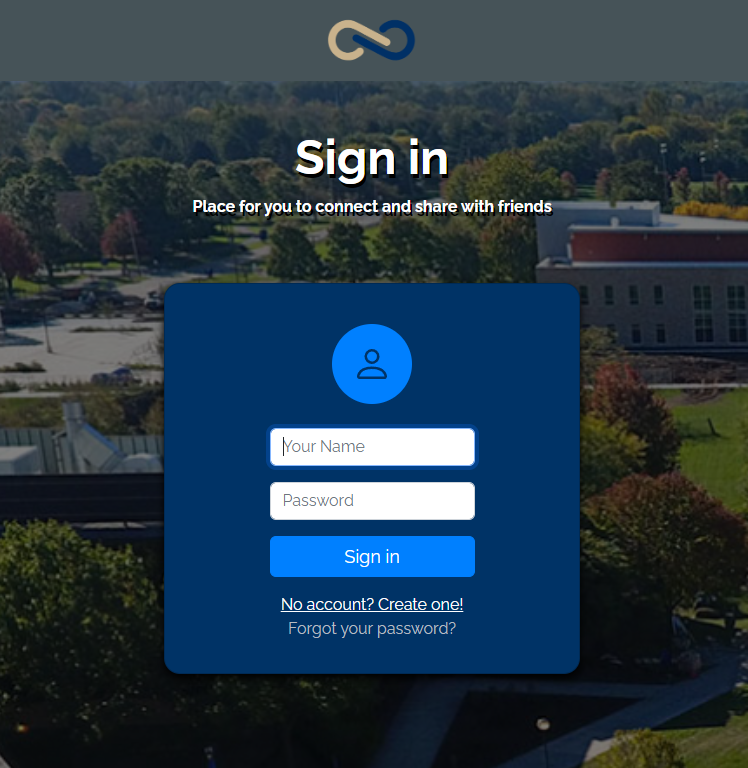 Sign in
Place for you to connect and share with friends
Your Name
Password
Sign in
No account? Create one!
Forgot your password?